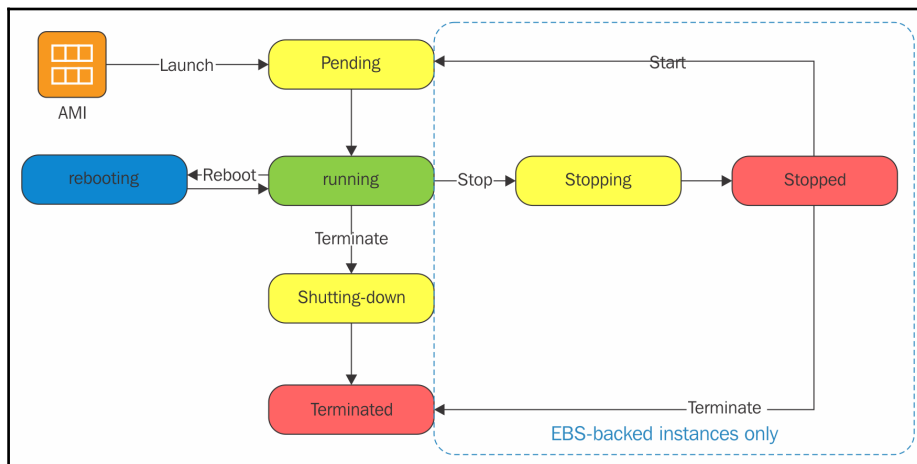 Launch
Pending
Start
AMI
rebooting
Reboot
running
Stop
Stopping
Stopped
Terminate
Shutting-down
Terminated
Terminate
EBS-backed instances only